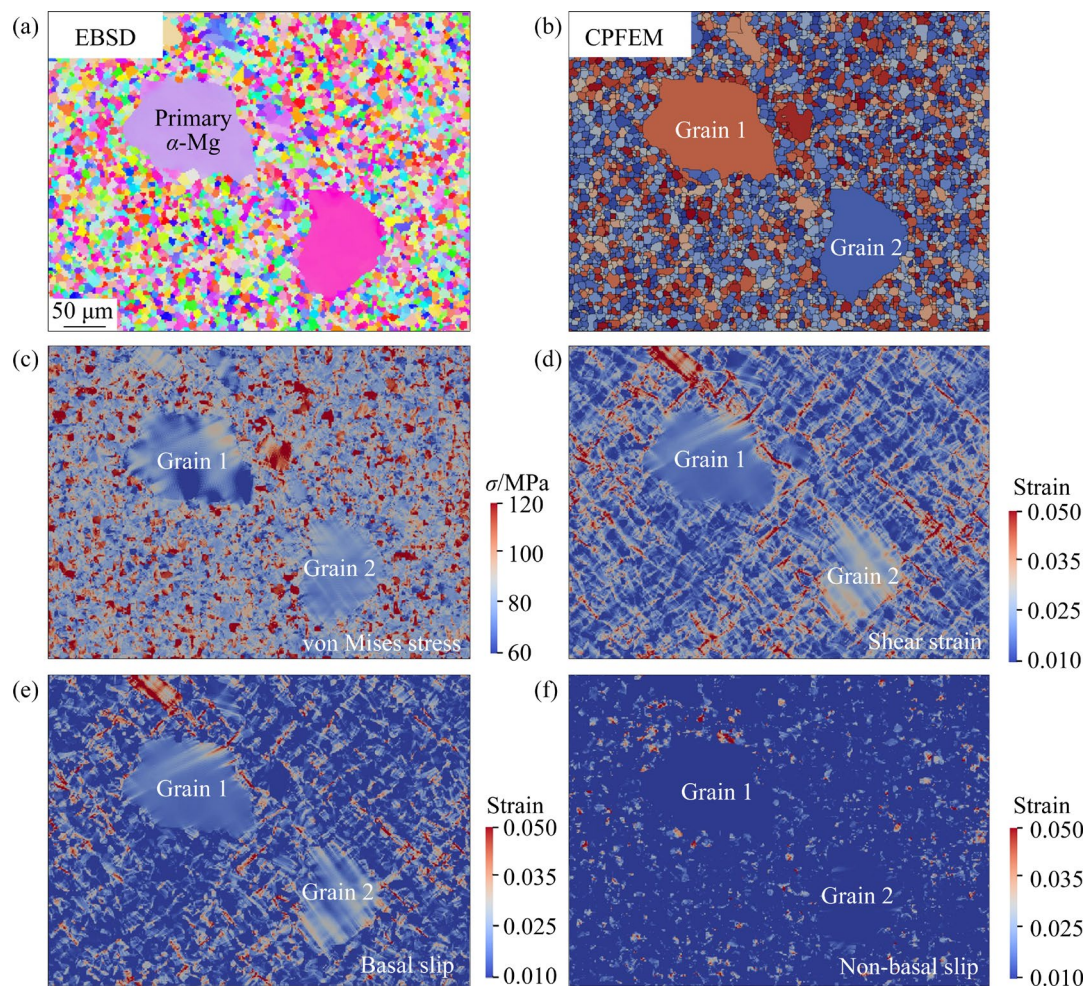 (a)
EBSD
Primary
α-Mg
50 μm
(b)
CPFEM
Grain 1
Grain 2
(c)
Grain 1
Grain 2
von Mises stress
σ/MPa
120
100
80
60
(d)
Grain 1
Grain 2
Shear strain
Strain
0.050
0.035
0.025
0.010
(e)
Grain 1
Grain 2
Basal slip
Strain
0.050
0.035
0.025
0.010
(f)
Grain 1
Grain 2
Non-basal slip
Strain
0.050
0.035
0.025
0.010